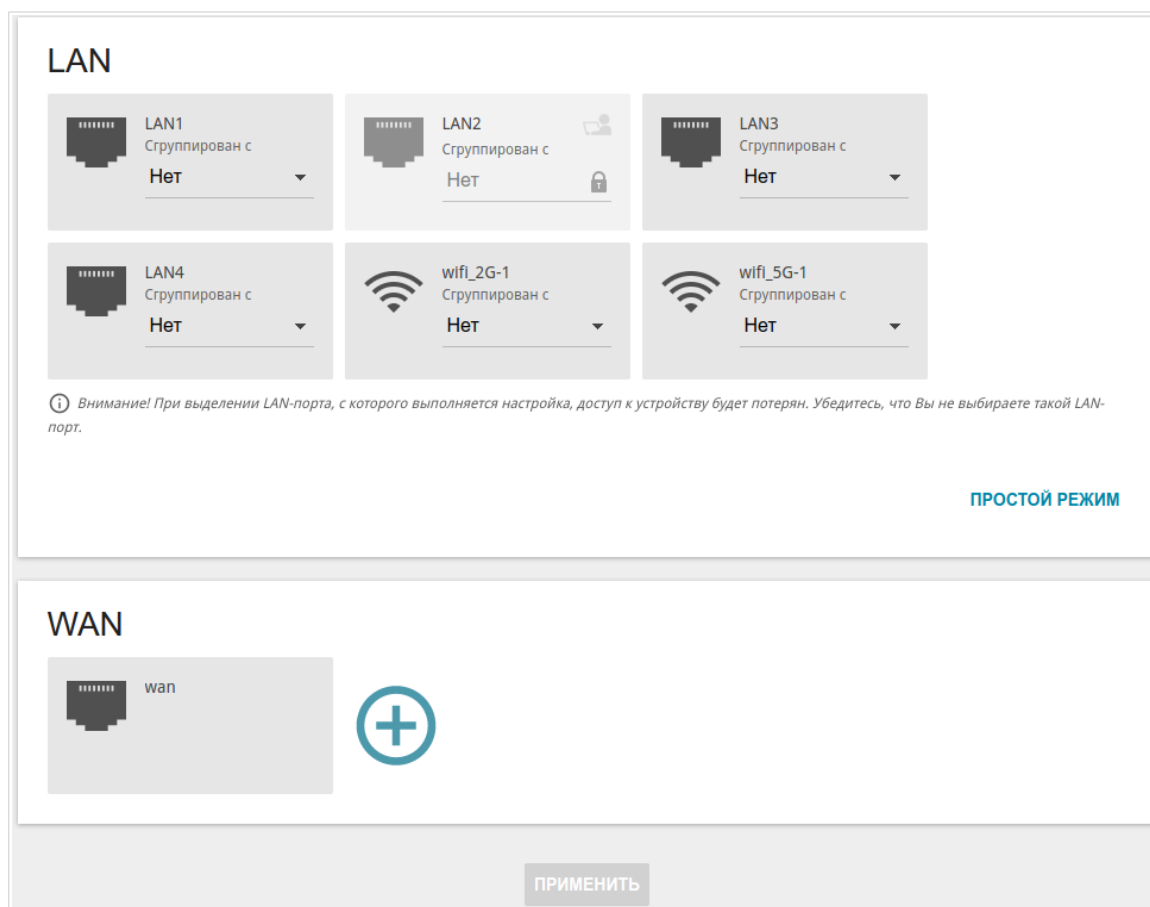 LAN
LAN1
Сгруппирован с
Нет
LAN2
Сгруппирован с
Нет
LAN3
Сгруппирован с
Нет
LAN4
Сгруппирован с
Нет
wifi_2G-1
Сгруппирован с
Нет
wifi_5G-1
Сгруппирован с
Нет
Внимание! При выделении LAN-порта, с которого выполняется настройка, доступ к устройству будет потерян. Убедитесь, что Вы не выбираете такой LAN-
порт.
ПРОСТОЙ РЕЖИМ
WAN
wan
ПРИМЕНИТЬ